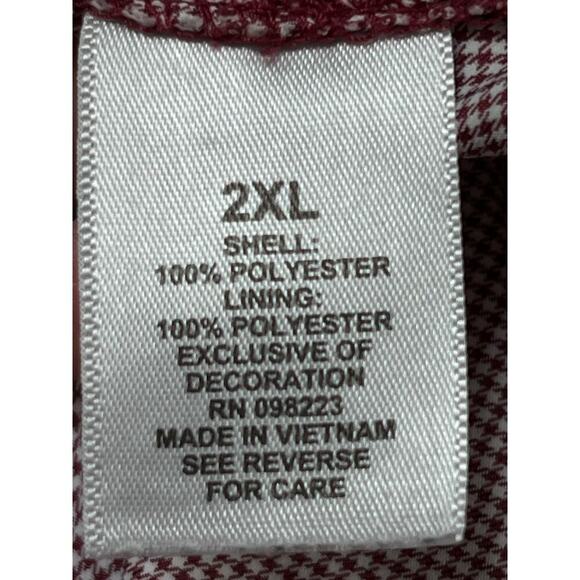 2XL
SHELL:
100% POLYESTER
LINING:
100% POLYESTER
EXCLUSIVE OF
DECORATION
RN 098223
MADE IN VIETNAM
SEE REVERSE
FOR CARE